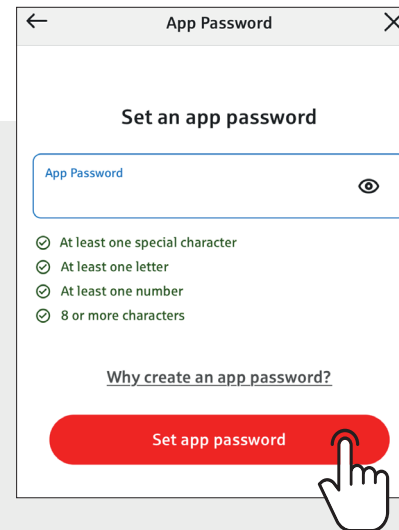 App Password
Set an app password
App Password
At least one special character
At least one letter
At least one number
8 or more characters
Why create an app password?
Set app password